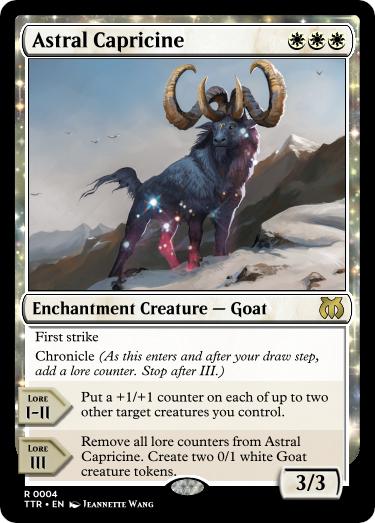 Astral Capricine
Enchantment Creature — Goat
First strike
Chronicle (As this enters and after your draw step,
add a lore counter. Stop after III.)
LORE
I-II
Put a +1/+1 counter on each of up to two
other target creatures you control.
LORE
III
Remove all lore counters from Astral
Capricine. Create two 0/1 white Goat
creature tokens.
3/3
R 0004
TTR • EN JEANNETTE WANG